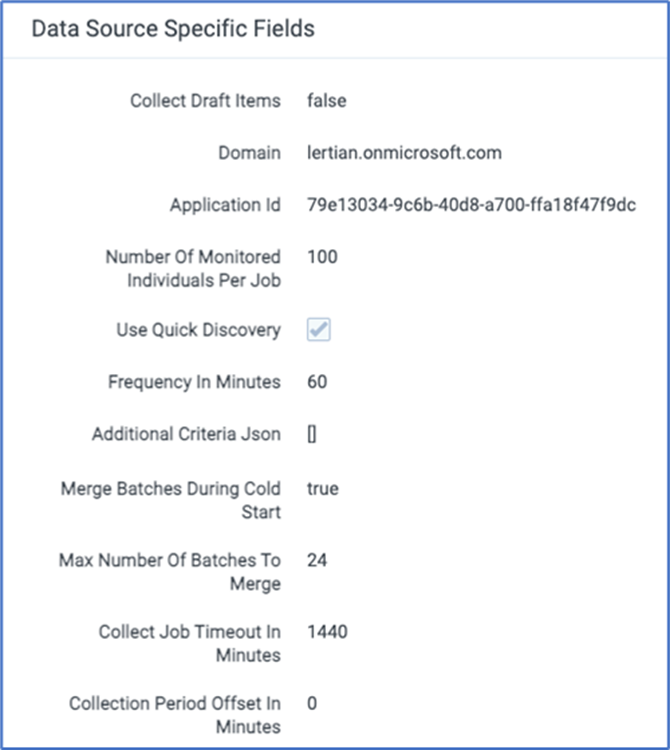 Data Source Specific Fields
Collect Draft Items false
Domain lertian.onmicrosoft.com
Application Id 79e13034-9c6b-40d8-a700-ffa18f47f9dc
Number Of Monitored 100
Individuals Per Job
Use Quick Discovery
Frequency In Minutes 60
Additional Criteria Json []
Merge Batches During Cold true
Start
Max Number Of Batches To 24
Merge
Collect Job Timeout In 1440
Minutes
Collection Period Offset In 0
Minutes